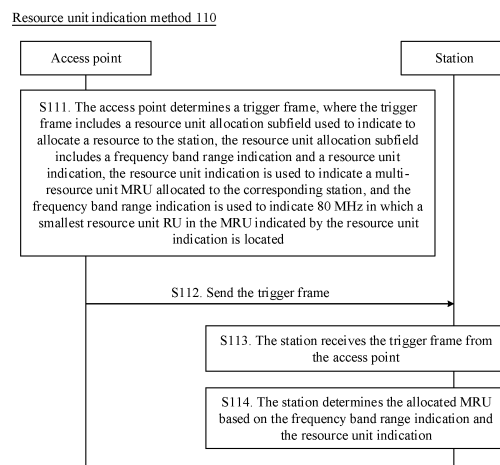 Resource unit indication method 110
Access point
Station
S111. The access point determines a trigger frame, where the trigger
frame includes a resource unit allocation subfield used to indicate to
allocate a resource to the station, the resource unit allocation subfield
includes a frequency band range indication and a resource unit
indication, the resource unit indication is used to indicate a multi-
resource unit MRU allocated to the corresponding station, and the
frequency band range indication is used to indicate 80 MHz in which a
smallest resource unit RU in the MRU indicated by the resource unit
indication is located
S112. Send the trigger frame
S113. The station receives the trigger frame from
the access point
S114. The station determines the allocated MRU
based on the frequency band range indication and
the resource unit indication